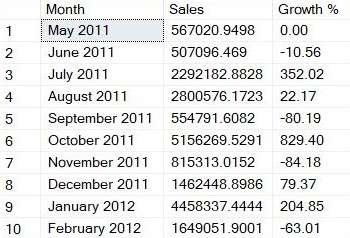 Month Sales Growth %
1 May 2011 567020.9498 0.00
2 June 2011 507096.469 -10.56
3 July 2011 2292182.8828 352.02
4 August 2011 2800576.1723 22.17
5 September 2011 554791.6082 -80.19
6 October 2011 5156269.5291 829.40
7 November 2011 815313.0152 -84.18
8 December 2011 1462448.8986 79.37
9 January 2012 4458337.4444 204.85
10 February 2012 1649051.9001 -63.01